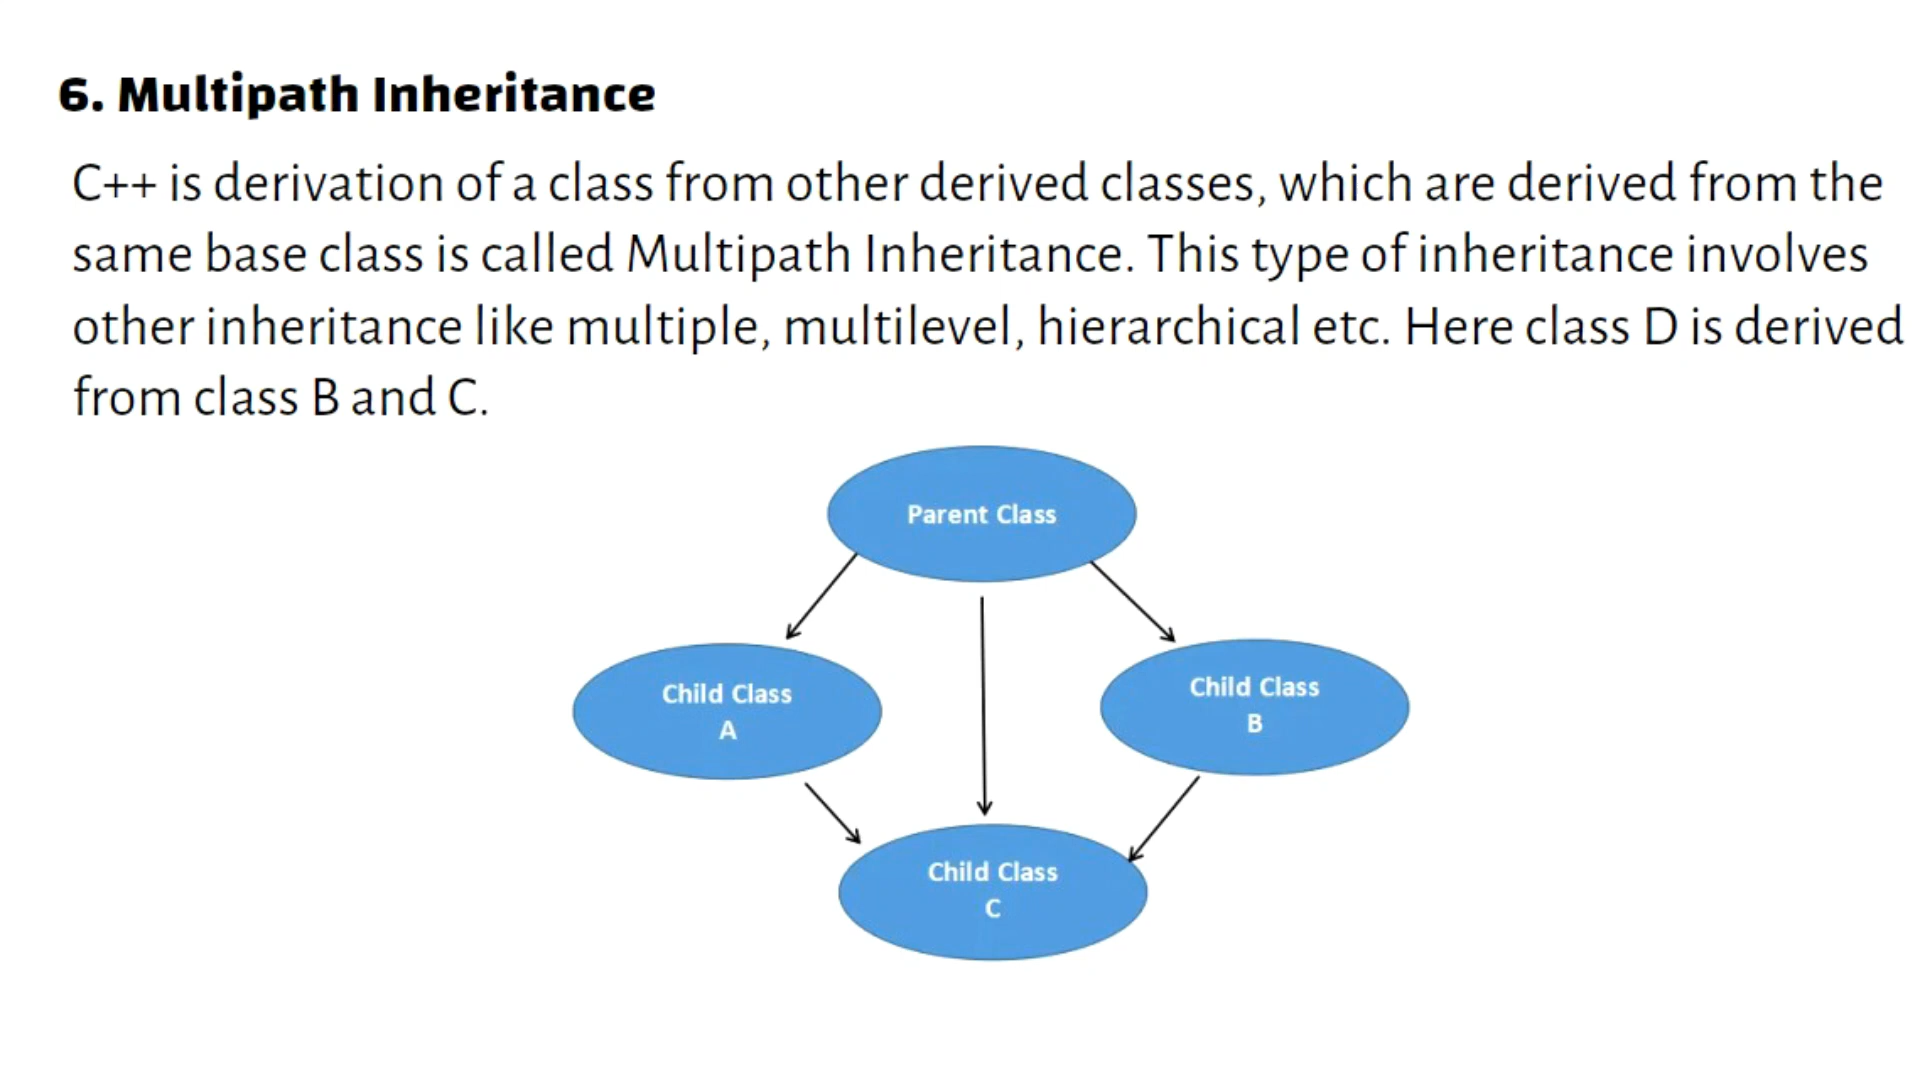 6. Multipath Inheritance
C++ is derivation of a class from other derived classes, which are derived from the
same base class is called Multipath Inheritance. This type of inheritance involves
other inheritance like multiple, multilevel, hierarchical etc. Here class D is derived
from class B and C.
Parent Class
Child Class
A
Child Class
B
Child Class
C